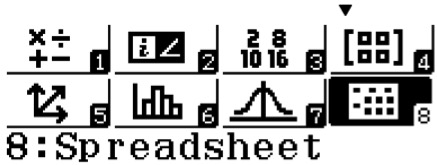 ×÷+− 1 i∠ 2 2 8 10 16 3 4
5 6 7 8
8:Spreadsheet